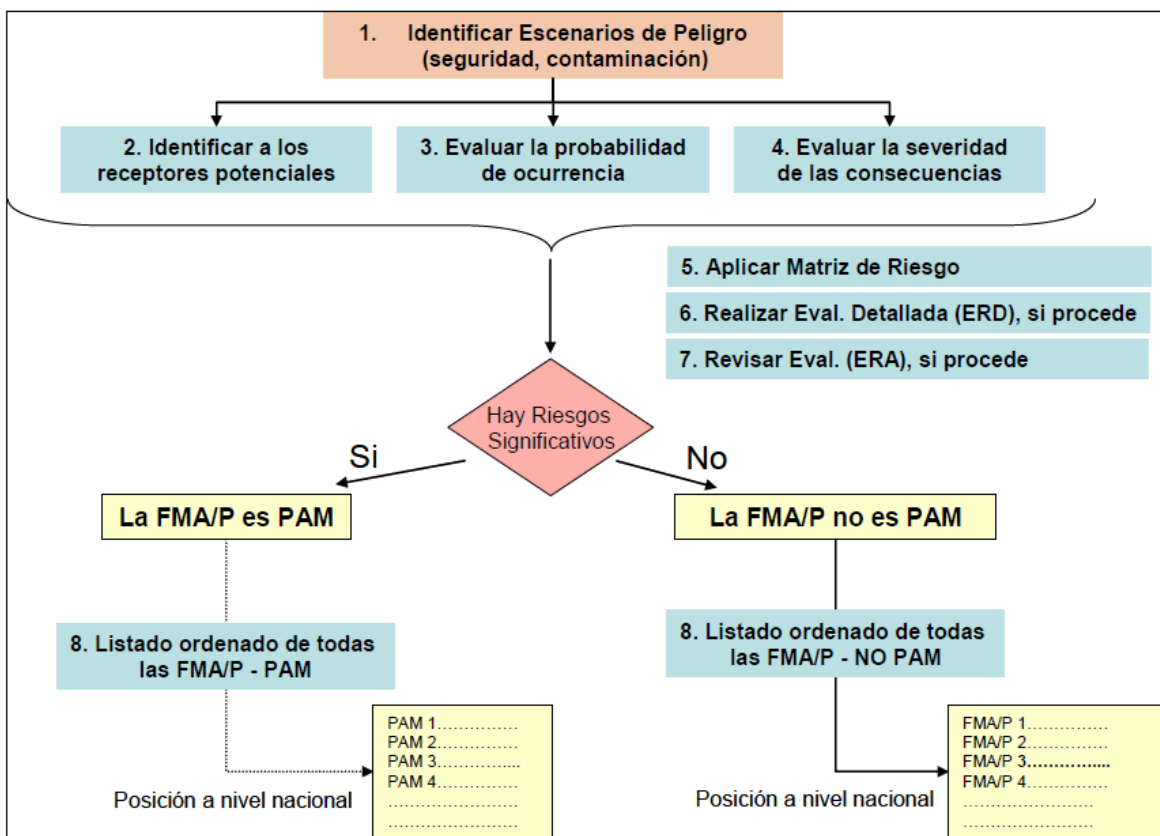 1. Identificar Escenarios de Peligro
(seguridad, contaminación)
2. Identificar a los
receptores potenciales
3. Evaluar la probabilidad
de ocurrencia
4. Evaluar la severidad
de las consecuencias
5. Aplicar Matriz de Riesgo
6. Realizar Eval. Detallada (ERD), si procede
7. Revisar Eval. (ERA), si procede
Hay Riesgos
Significativos
Si
No
La FMA/P es PAM
La FMA/P no es PAM
8. Listado ordenado de todas
las FMA/P - PAM
8. Listado ordenado de todas
las FMA/P - NO PAM
PAM 1……………
PAM 2……………
PAM 3…………....
PAM 4……………
……………………
……………………
Posición a nivel nacional
FMA/P 1……………
FMA/P 2……………
FMA/P 3…………....
FMA/P 4……………
……………………
……………………
Posición a nivel nacional